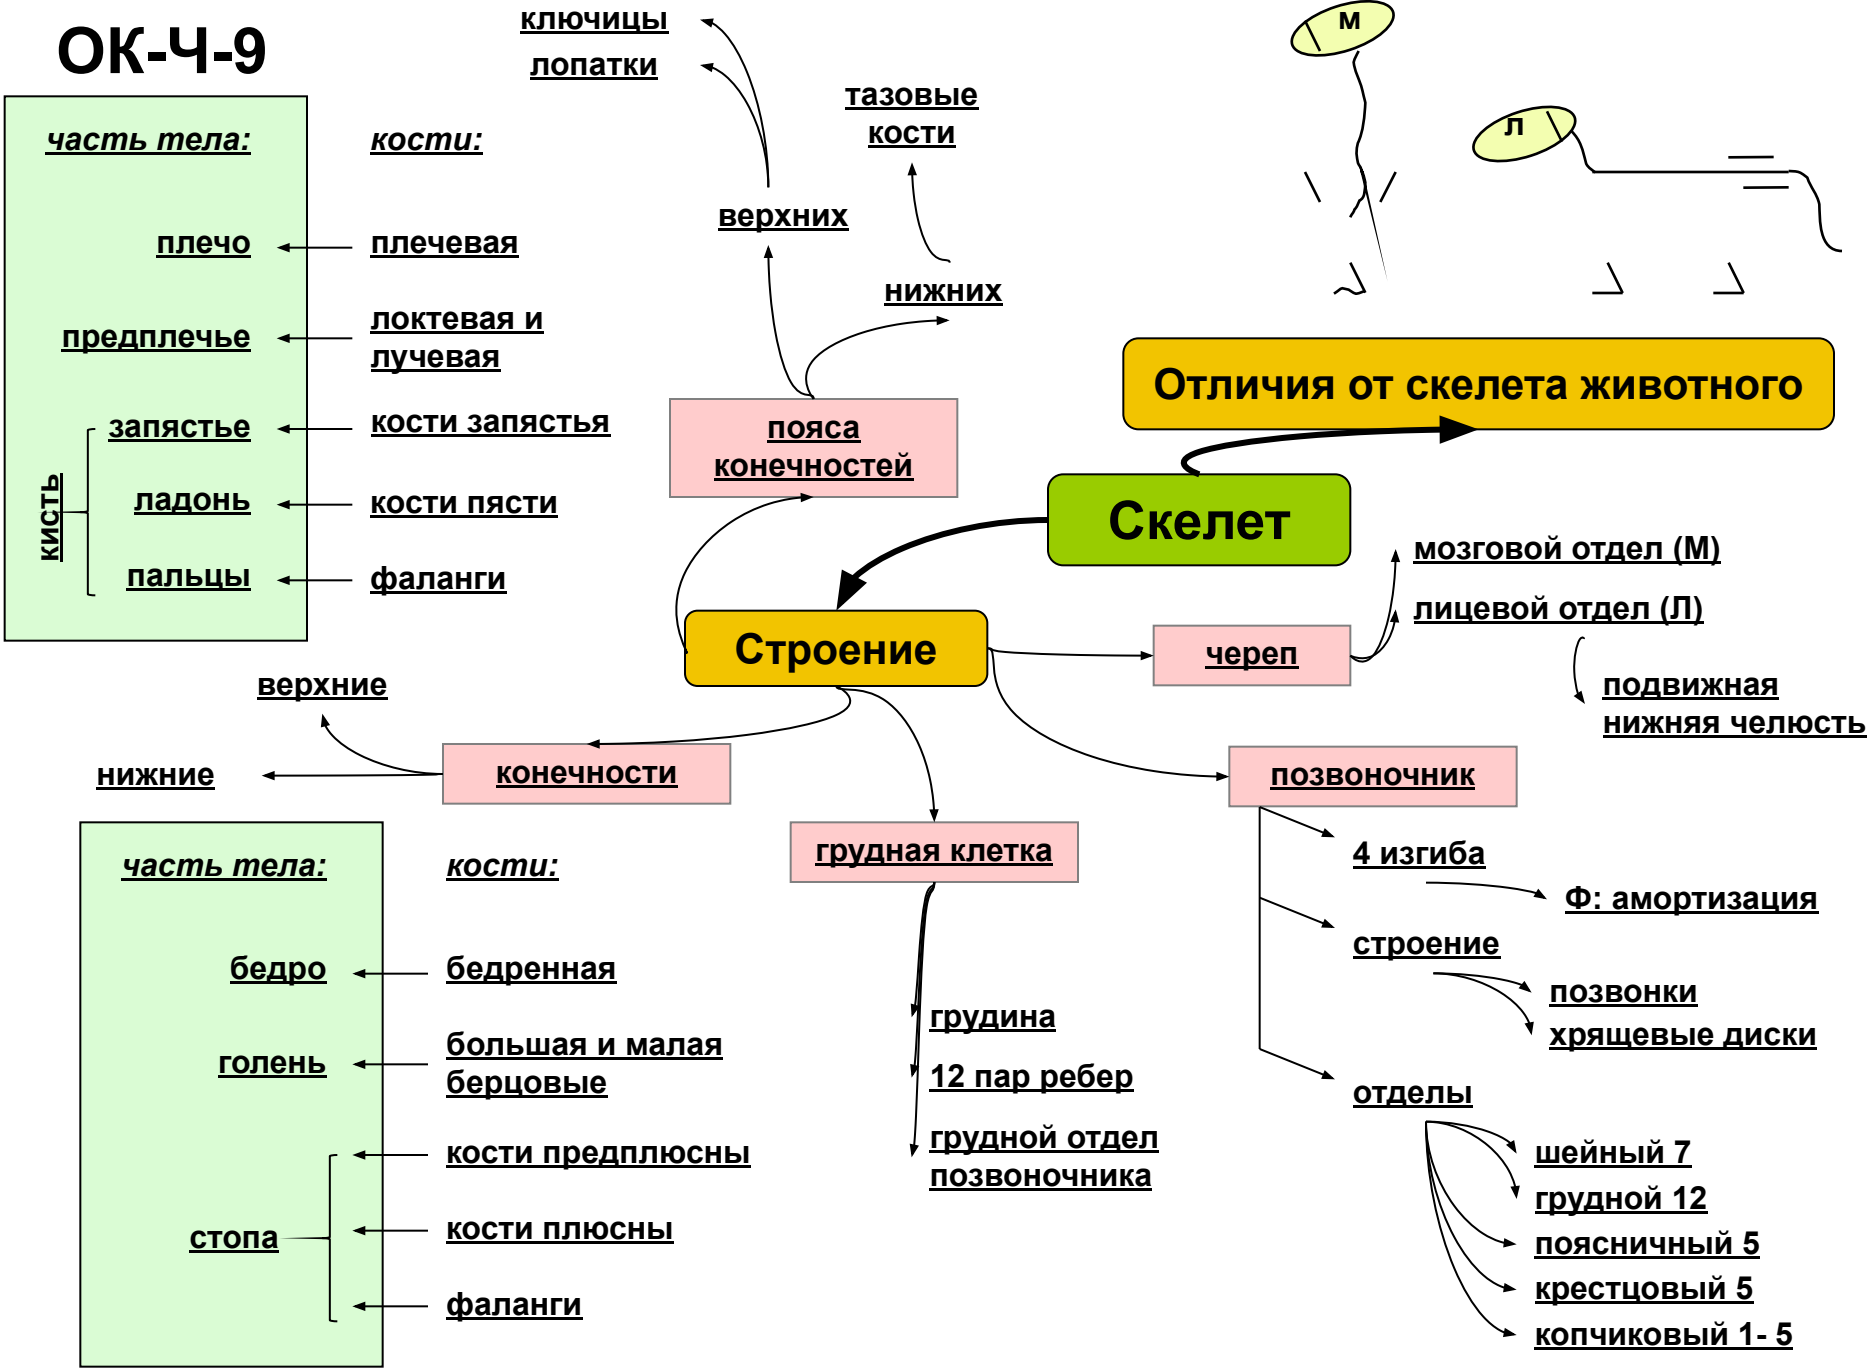 ОК-Ч-9
ключицы
лопатки
тазовые
кости
верхних
нижних
М
Л
часть тела:
кости:
плечо
плечевая
предплечье
локтевая и
лучевая
запястье
кости запястья
кисть
ладонь
кости пясти
пальцы
фаланги
пояса
конечностей
Отличия от скелета животного
Скелет
Строение
череп
мозговой отдел (М)
лицевой отдел (Л)
подвижная
нижняя челюсть
верхние
нижние
конечности
грудная клетка
грудина
12 пар ребер
грудной отдел
позвоночника
позвоночник
4 изгиба
Ф: амортизация
строение
позвонки
хрящевые диски
отделы
шейный 7
грудной 12
поясничный 5
крестцовый 5
копчиковый 1- 5
часть тела:
кости:
бедро
бедренная
голень
большая и малая
берцовые
кости предплюсны
стопа
кости плюсны
фаланги